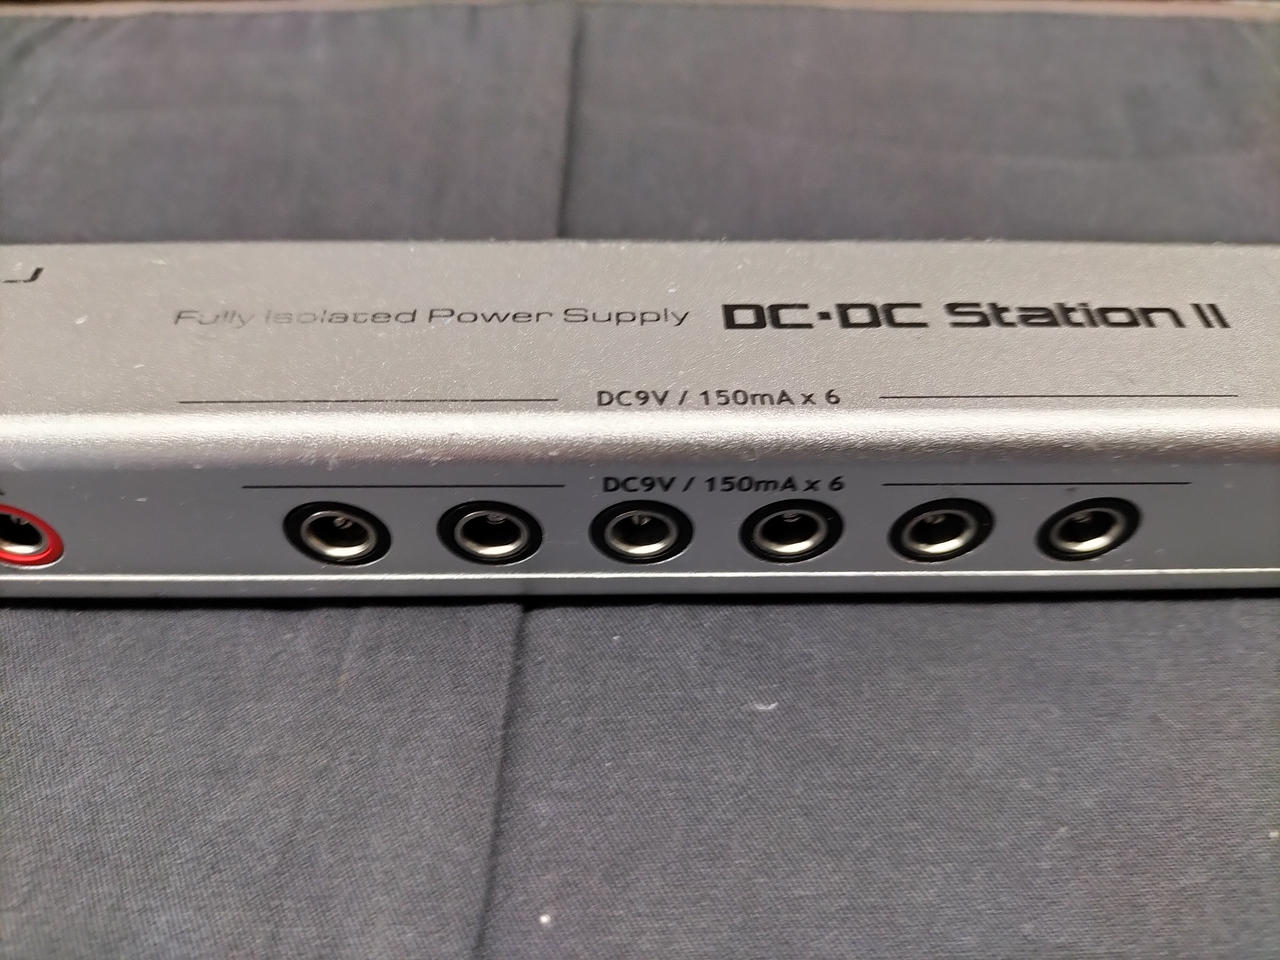 Fully Isolated Power Supply DC·DC Station II
DC9V / 150mA x 6
DC9V / 150mA x 6